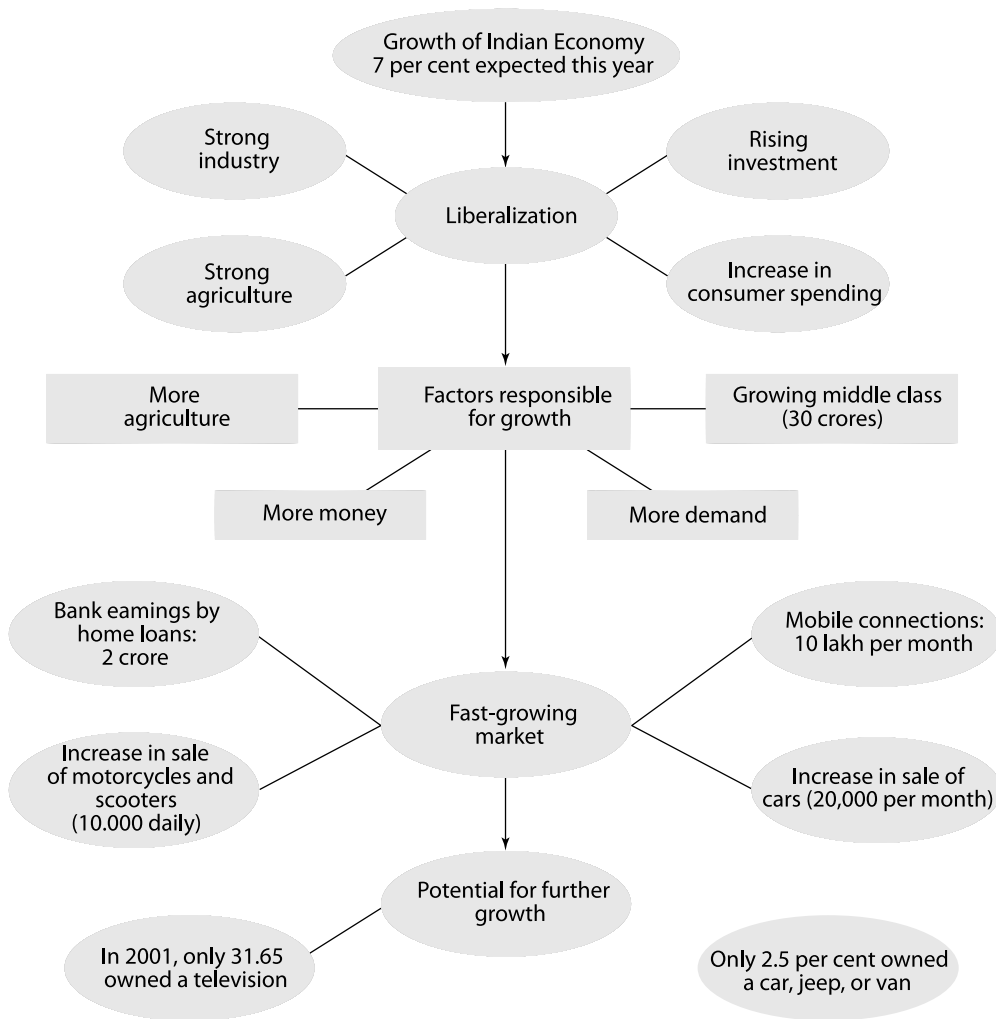 Growth of Indian Economy
7 per cent expected this year
Strong
industry
Rising
investment
Liberalization
Strong
agriculture
Increase in
consumer spending
More
agriculture
Factors responsible
for growth
Growing middle class
(30 crores)
More money
More demand
Bank eamings by
home loans:
2 crore
Mobile connections:
10 lakh per month
Fast-growing
market
Increase in sale
of motorcycles and
scooters
(10.000 daily)
Increase in sale of
cars (20,000 per month)
Potential for further
growth
In 2001, only 31.65
owned a television
Only 2.5 per cent owned
a car, jeep, or van